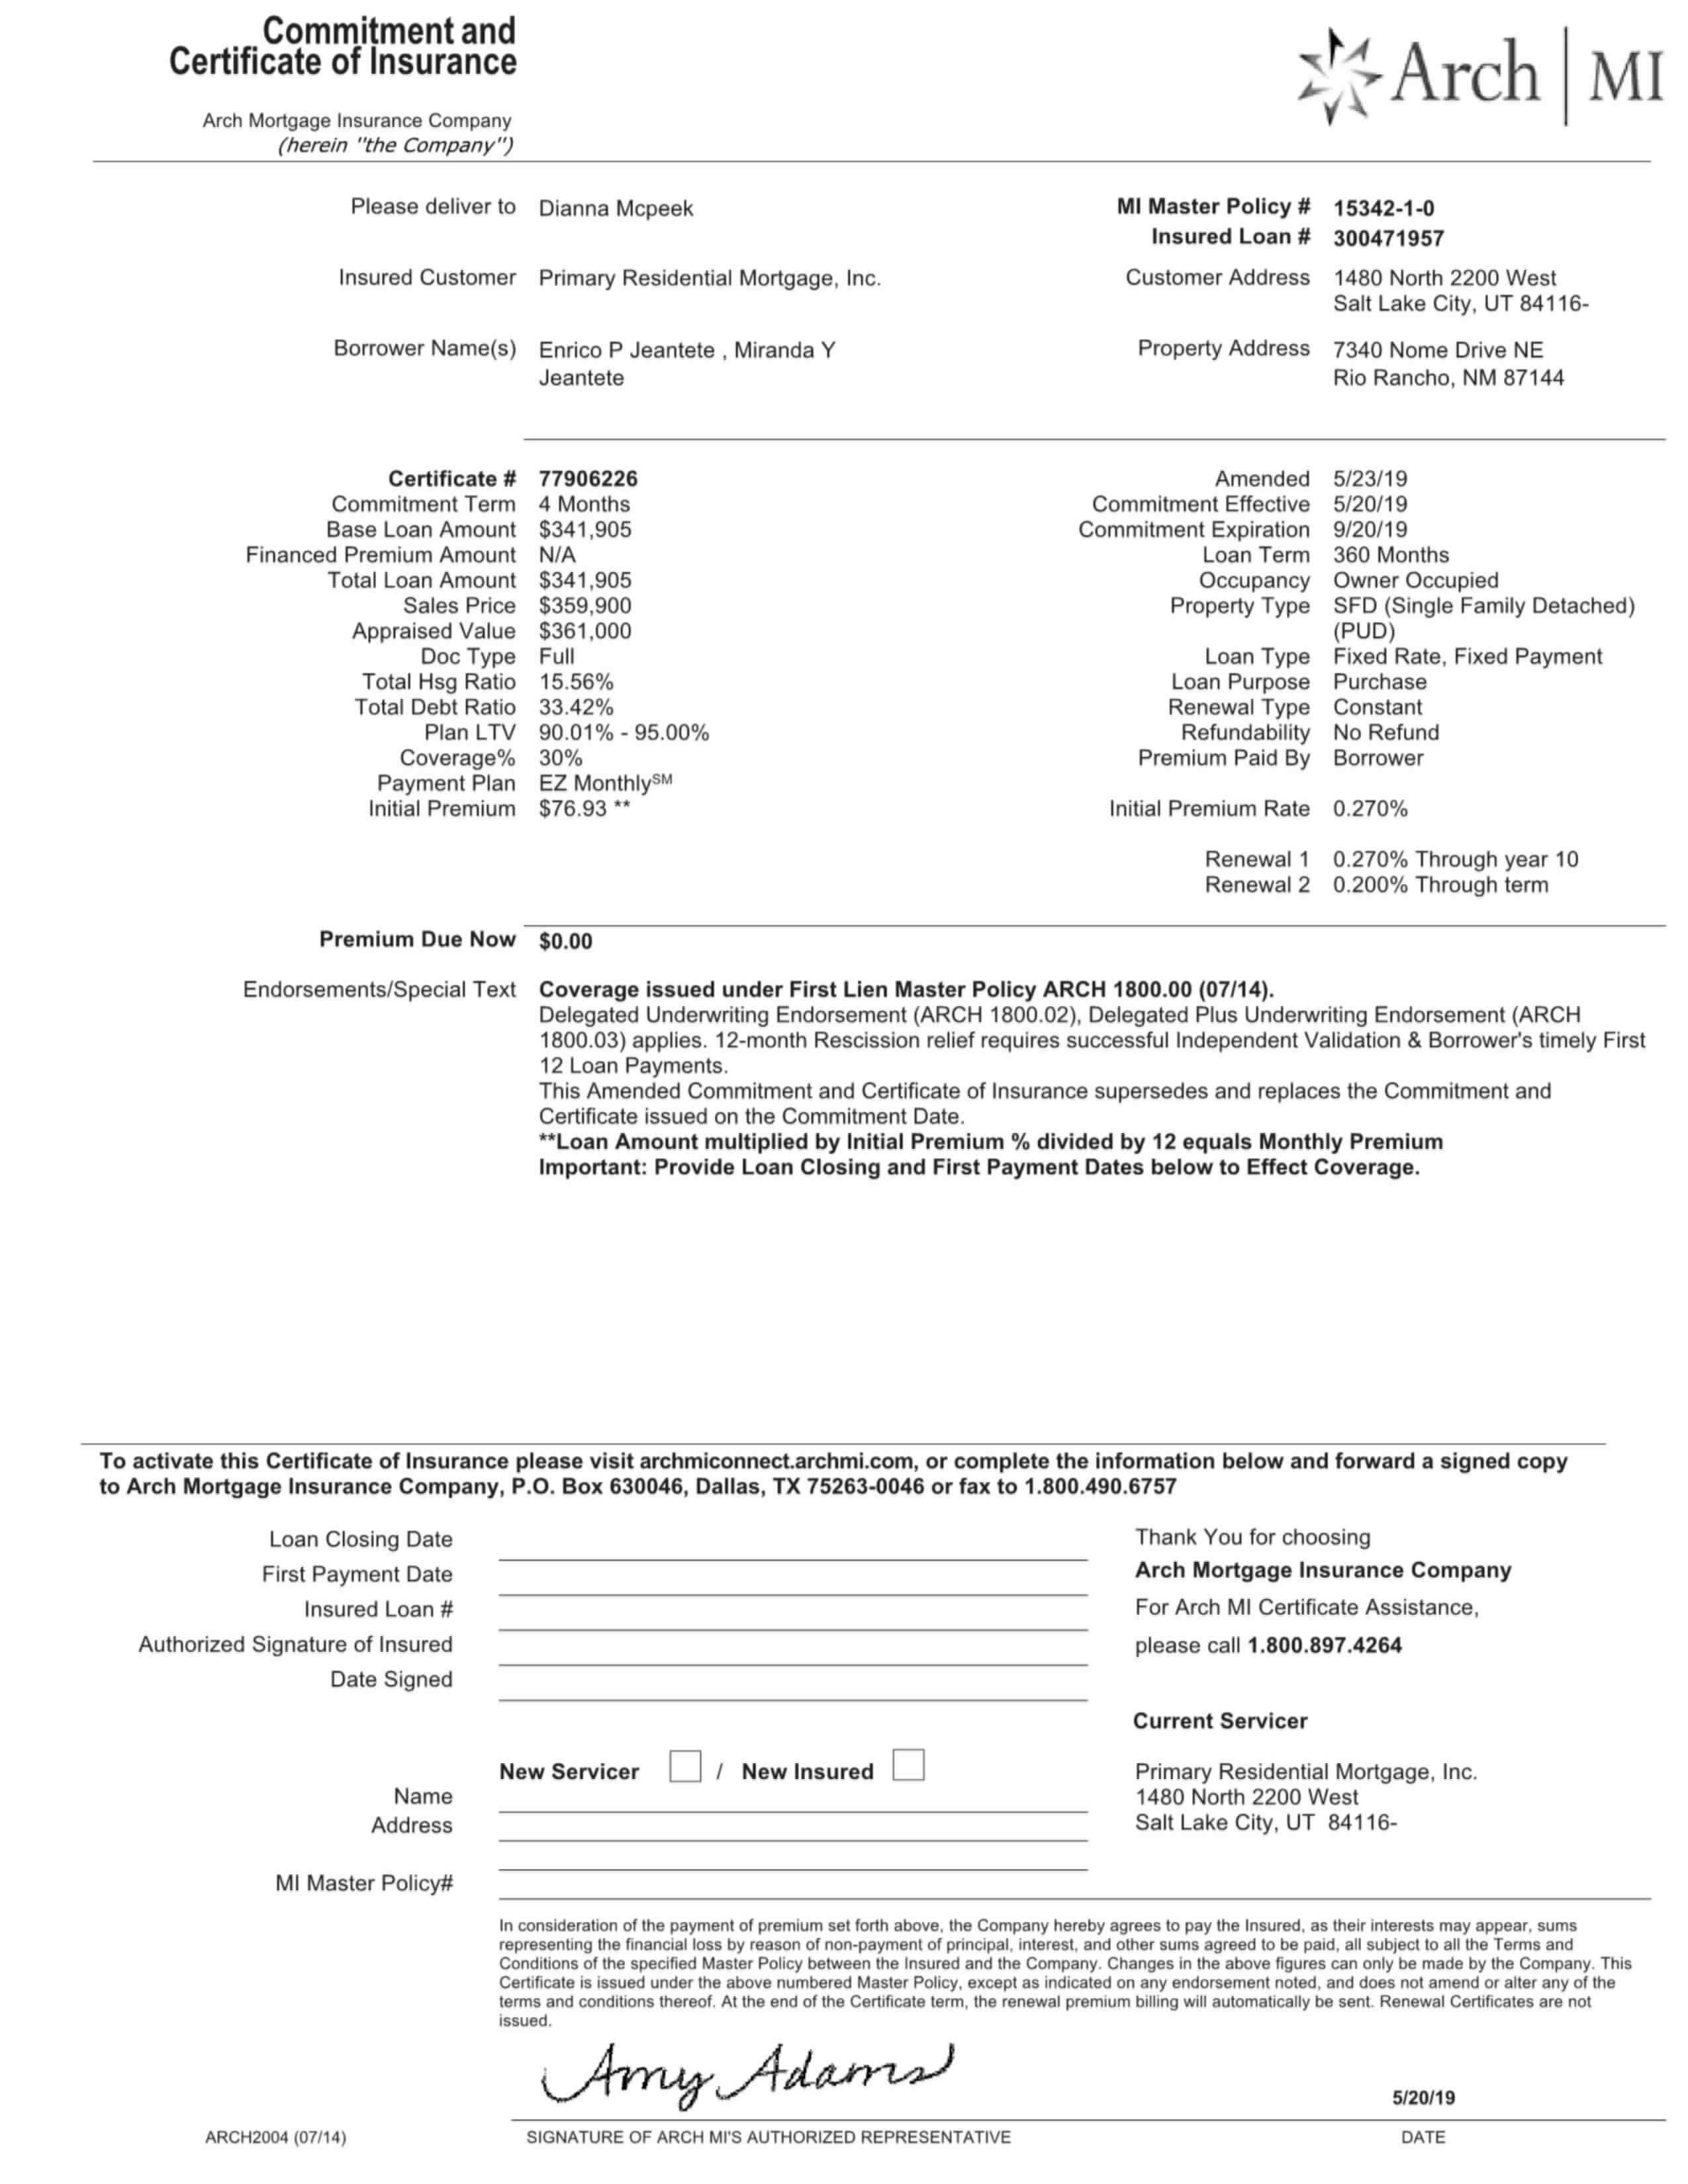 Commitment and
Certificate of Insurance
Arch | MI
Arch Mortgage Insurance Company
(herein "the Company")
Please deliver to Dianna Mcpeek
MI Master Policy # 15342-1-0
Insured Loan # 300471957
Insured Customer Primary Residential Mortgage, Inc.
Customer Address 1480 North 2200 West
Salt Lake City, UT 84116-
Borrower Name(s) Enrico P Jeantete , Miranda Y
Jeantete
Property Address 7340 Nome Drive NE
Rio Rancho, NM 87144
Certificate # 77906226
Commitment Term 4 Months
Base Loan Amount $341,905
Financed Premium Amount N/A
Total Loan Amount $341,905
Sales Price $359,900
Appraised Value $361,000
Doc Type Full
Total Hsg Ratio 15.56%
Total Debt Ratio 33.42%
Plan LTV 90.01% - 95.00%
Coverage% 30%
Payment Plan EZ Monthly℠
Initial Premium $76.93 **
Amended 5/23/19
Commitment Effective 5/20/19
Commitment Expiration 9/20/19
Loan Term 360 Months
Occupancy Owner Occupied
Property Type SFD (Single Family Detached)
(PUD)
Loan Type Fixed Rate, Fixed Payment
Loan Purpose Purchase
Renewal Type Constant
Refundability No Refund
Premium Paid By Borrower
Initial Premium Rate 0.270%
Renewal 1 0.270% Through year 10
Renewal 2 0.200% Through term
Premium Due Now $0.00
Endorsements/Special Text Coverage issued under First Lien Master Policy ARCH 1800.00 (07/14).
Delegated Underwriting Endorsement (ARCH 1800.02), Delegated Plus Underwriting Endorsement (ARCH
1800.03) applies. 12-month Rescission relief requires successful Independent Validation & Borrower's timely First
12 Loan Payments.
This Amended Commitment and Certificate of Insurance supersedes and replaces the Commitment and
Certificate issued on the Commitment Date.
**Loan Amount multiplied by Initial Premium % divided by 12 equals Monthly Premium
Important: Provide Loan Closing and First Payment Dates below to Effect Coverage.
To activate this Certificate of Insurance please visit archmiconnect.archmi.com, or complete the information below and forward a signed copy
to Arch Mortgage Insurance Company, P.O. Box 630046, Dallas, TX 75263-0046 or fax to 1.800.490.6757
Loan Closing Date
First Payment Date
Insured Loan #
Authorized Signature of Insured
Date Signed
Thank You for choosing
Arch Mortgage Insurance Company
For Arch MI Certificate Assistance,
please call 1.800.897.4264
Current Servicer
Primary Residential Mortgage, Inc.
1480 North 2200 West
Salt Lake City, UT 84116-
New Servicer / New Insured
Name
Address
MI Master Policy#
In consideration of the payment of premium set forth above, the Company hereby agrees to pay the Insured, as their interests may appear, sums
representing the financial loss by reason of non-payment of principal, interest, and other sums agreed to be paid, all subject to all the Terms and
Conditions of the specified Master Policy between the Insured and the Company. Changes in the above figures can only be made by the Company. This
Certificate is issued under the above numbered Master Policy, except as indicated on any endorsement noted, and does not amend or alter any of the
terms and conditions thereof. At the end of the Certificate term, the renewal premium billing will automatically be sent. Renewal Certificates are not
issued.
Amy Adams
5/20/19
ARCH2004 (07/14)
SIGNATURE OF ARCH MI'S AUTHORIZED REPRESENTATIVE
DATE